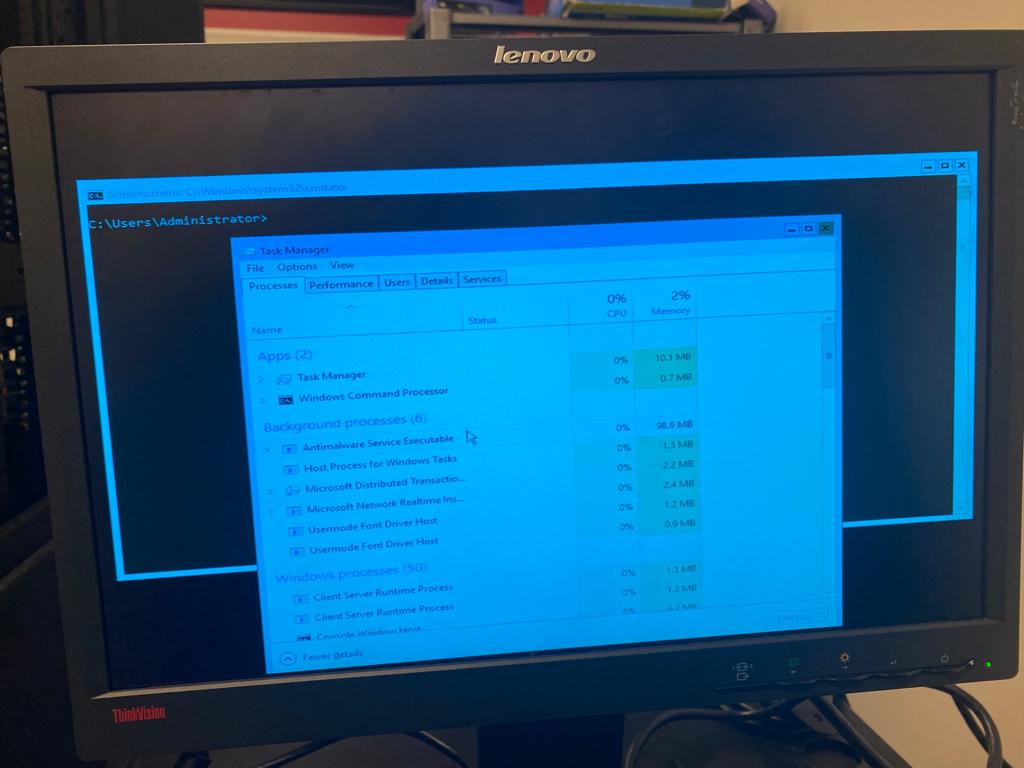 lenovo
Administrator: C:\Windows\system32\cmd.exe
C:\Users\Administrator>
Task Manager
File Options View
Processes Performance Users Details Services
0% 2%
Name Status CPU Memory
Apps (2)
Task Manager 0% 10.1 MB
Windows Command Processor 0% 0.7 MB
Background processes (6)
Antimalware Service Executable 0% 98.9 MB
Host Process for Windows Tasks 0% 1.5 MB
Microsoft Distributed Transactio... 0% 2.2 MB
Microsoft Network Realtime Ins... 0% 2.4 MB
Usermode Font Driver Host 0% 1.2 MB
Usermode Font Driver Host 0% 0.9 MB
Windows processes (50)
Client Server Runtime Process 0% 1.1 MB
Client Server Runtime Process 0% 1.3 MB
Console Window Host 0% 6.2 MB
Fewer details End task
ThinkVision